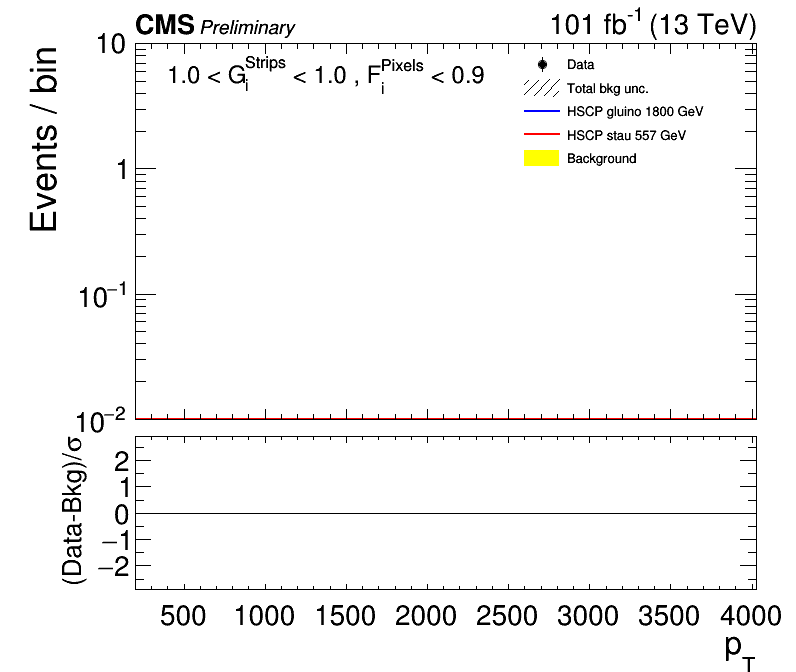 CMS Preliminary 101 fb⁻¹ (13 TeV)
Events / bin
10
1
10⁻¹
10⁻²
1.0 < Gᵢ^Strips < 1.0 , Fᵢ^Pixels < 0.9
Data
Total bkg unc.
HSCP gluino 1800 GeV
HSCP stau 557 GeV
Background
(Data-Bkg)/σ
2
1
0
−1
−2
500 1000 1500 2000 2500 3000 3500 4000
p_T